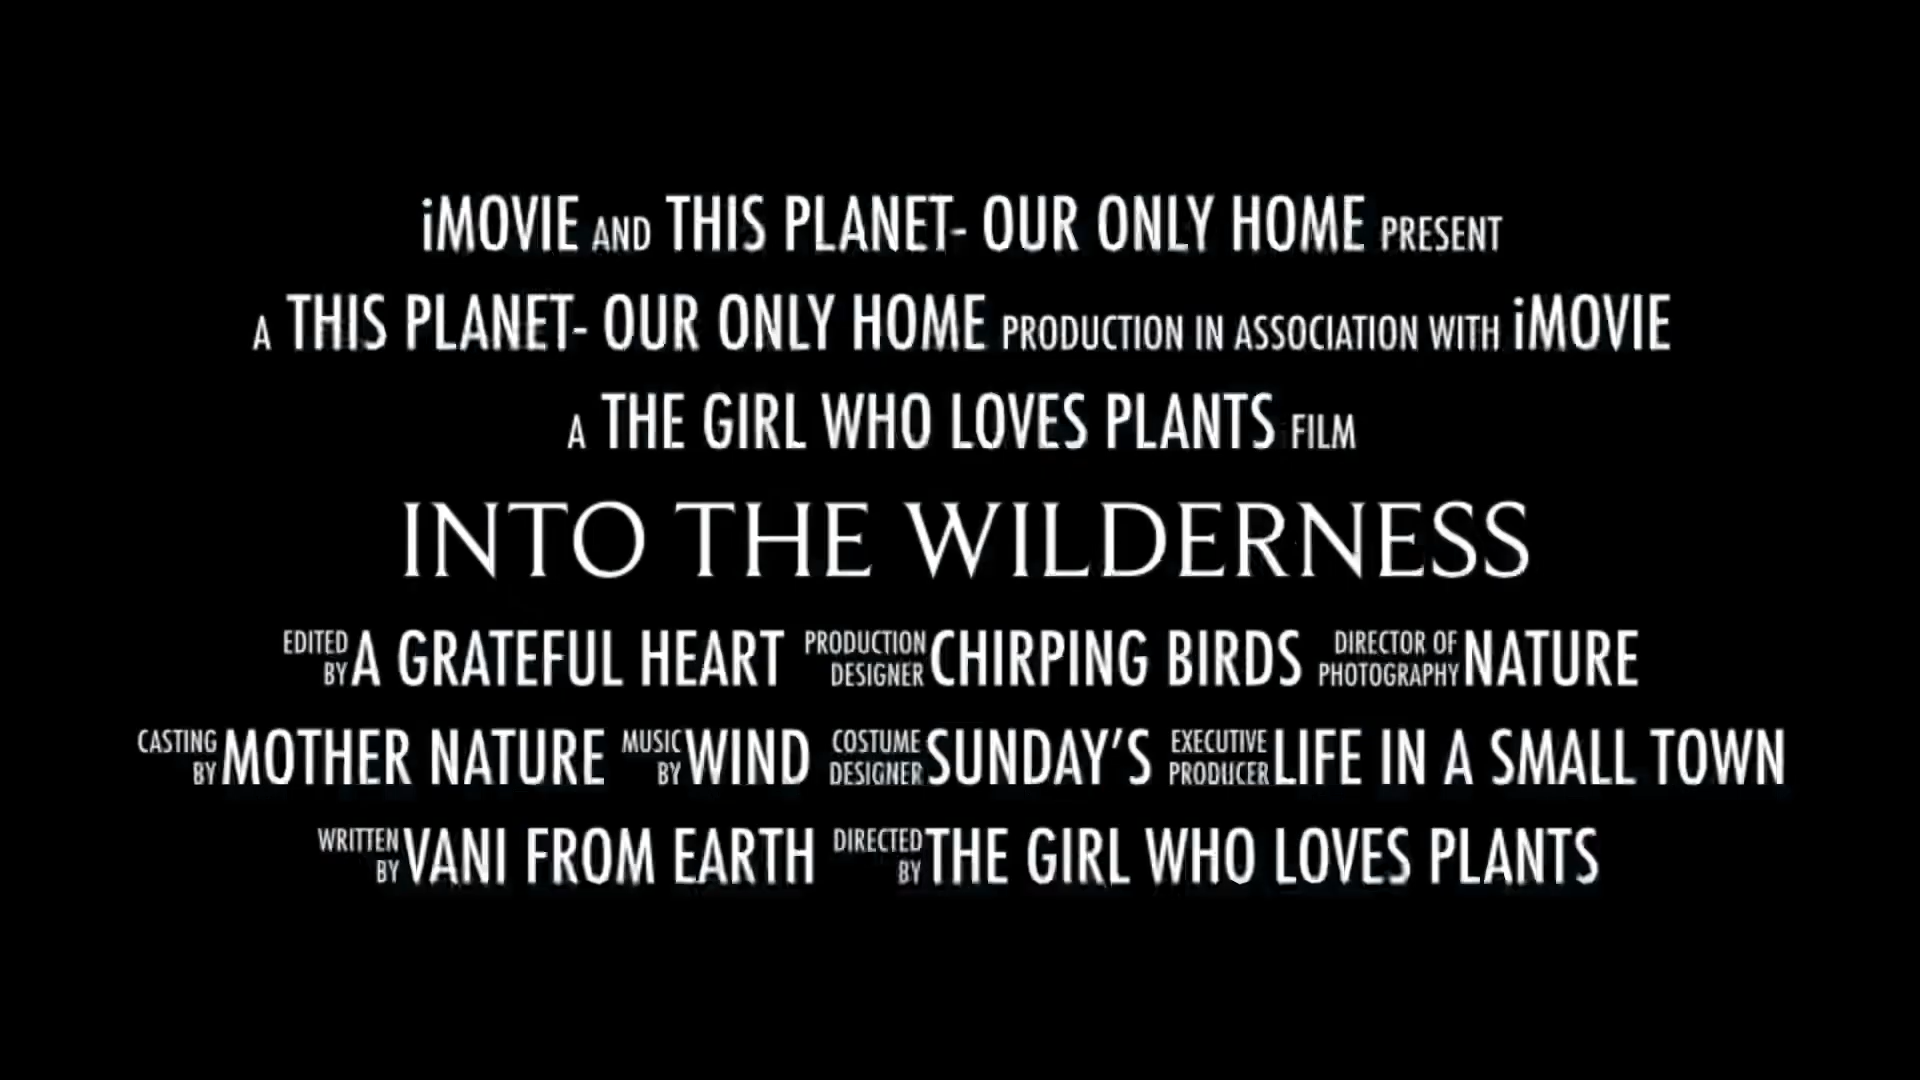 iMOVIE AND THIS PLANET- OUR ONLY HOME PRESENT
A THIS PLANET- OUR ONLY HOME PRODUCTION IN ASSOCIATION WITH iMOVIE
A THE GIRL WHO LOVES PLANTS FILM
INTO THE WILDERNESS
EDITED BY A GRATEFUL HEART PRODUCTION DESIGNER CHIRPING BIRDS DIRECTOR OF PHOTOGRAPHY NATURE
CASTING BY MOTHER NATURE MUSIC BY WIND COSTUME DESIGNER SUNDAY'S EXECUTIVE PRODUCER LIFE IN A SMALL TOWN
WRITTEN BY VANI FROM EARTH DIRECTED BY THE GIRL WHO LOVES PLANTS